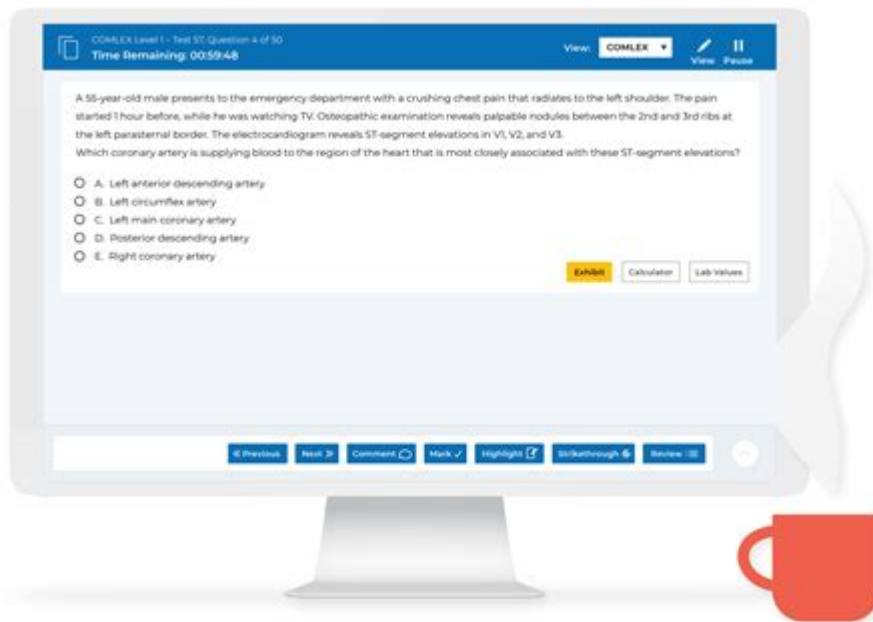 COMLEX Level 1 - Test 57, Question 4 of 50
Time Remaining: 00:59:48
View: COMLEX
View Pause
A 55-year-old male presents to the emergency department with a crushing chest pain that radiates to the left shoulder. The pain
started 1 hour before, while he was watching TV. Osteopathic examination reveals palpable nodules between the 2nd and 3rd ribs at
the left parasternal border. The electrocardiogram reveals ST-segment elevations in V1, V2, and V3.
Which coronary artery is supplying blood to the region of the heart that is most closely associated with these ST-segment elevations?
A. Left anterior descending artery
B. Left circumflex artery
C. Left main coronary artery
D. Posterior descending artery
E. Right coronary artery
Exhibit Calculator Lab Values
Previous Next Comment Mark Highlight Strikethrough Review